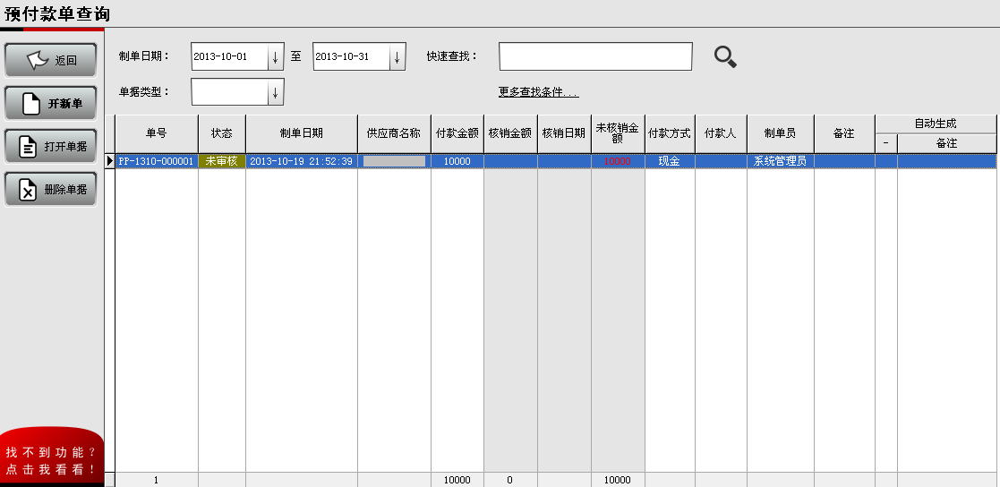 预付款单查询
返回
开新单
打开单据
删除单据
找不到功能？
点击我看看！
制单日期： 2013-10-01 至 2013-10-31 快速查找：
单据类型： 更多查找条件...
单号 状态 制单日期 供应商名称 付款金额 核销金额 核销日期 未核销金额 付款方式 付款人 制单员 备注 自动生成
- 备注
PP-1310-000001 未审核 2013-10-19 21:52:39 10000 10000 现金 系统管理员
1 10000 0 10000